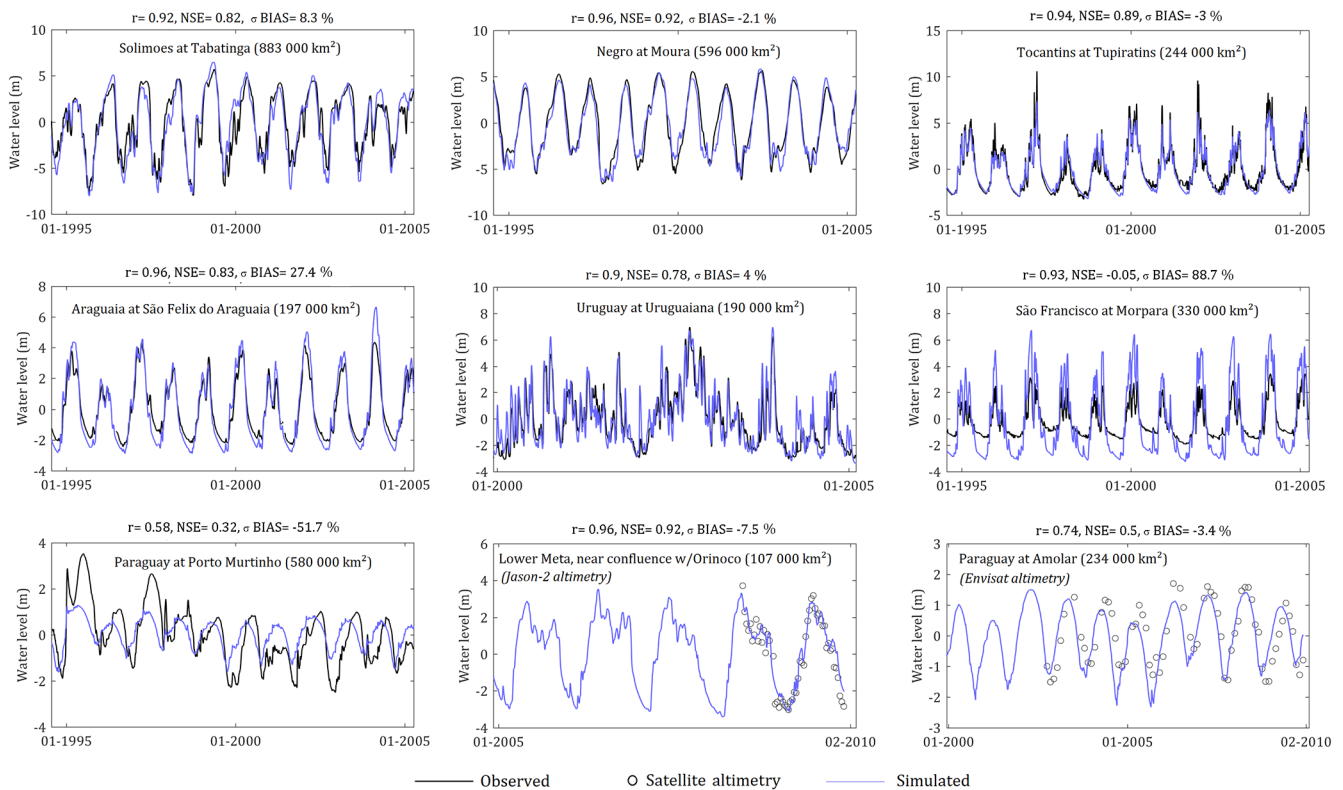 r= 0.92, NSE= 0.82, σ BIAS= 8.3 %
Solimoes at Tabatinga (883 000 km²)
Water level (m)
10
5
0
-5
-10
01-1995
01-2000
01-2005
r= 0.96, NSE= 0.92, σ BIAS= -2.1 %
Negro at Moura (596 000 km²)
Water level (m)
10
5
0
-5
-10
01-1995
01-2000
01-2005
r= 0.94, NSE= 0.89, σ BIAS= -3 %
Tocantins at Tupiratins (244 000 km²)
Water level (m)
15
10
5
0
-5
01-1995
01-2000
01-2005
r= 0.96, NSE= 0.83, σ BIAS= 27.4 %
Araguaia at São Felix do Araguaia (197 000 km²)
Water level (m)
8
6
4
2
0
-2
-4
01-1995
01-2000
01-2005
r= 0.9, NSE= 0.78, σ BIAS= 4 %
Uruguay at Uruguaiana (190 000 km²)
Water level (m)
10
8
6
4
2
0
-2
-4
01-2000
01-2005
r= 0.93, NSE= -0.05, σ BIAS= 88.7 %
São Francisco at Morpara (330 000 km²)
Water level (m)
10
8
6
4
2
0
-2
-4
01-1995
01-2000
01-2005
r= 0.58, NSE= 0.32, σ BIAS= -51.7 %
Paraguay at Porto Murtinho (580 000 km²)
Water level (m)
4
2
0
-2
-4
01-1995
01-2000
01-2005
r= 0.96, NSE= 0.92, σ BIAS= -7.5 %
Lower Meta, near confluence w/Orinoco (107 000 km²)
(Jason-2 altimetry)
Water level (m)
6
4
2
0
-2
-4
01-2005
02-2010
r= 0.74, NSE= 0.5, σ BIAS= -3.4 %
Paraguay at Amolar (234 000 km²)
(Envisat altimetry)
Water level (m)
3
2
1
0
-1
-2
-3
01-2000
01-2005
02-2010
Observed
Satellite altimetry
Simulated